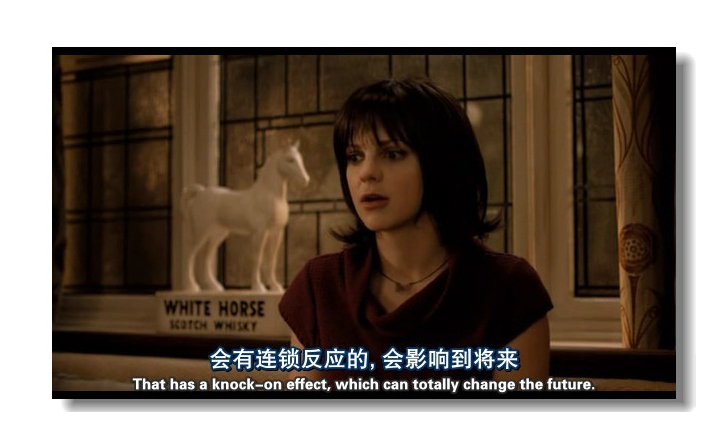 WHITE HORSE
SCOTCH WHISKY
会有连锁反应的, 会影响到将来
That has a knock-on effect, which can totally change the future.